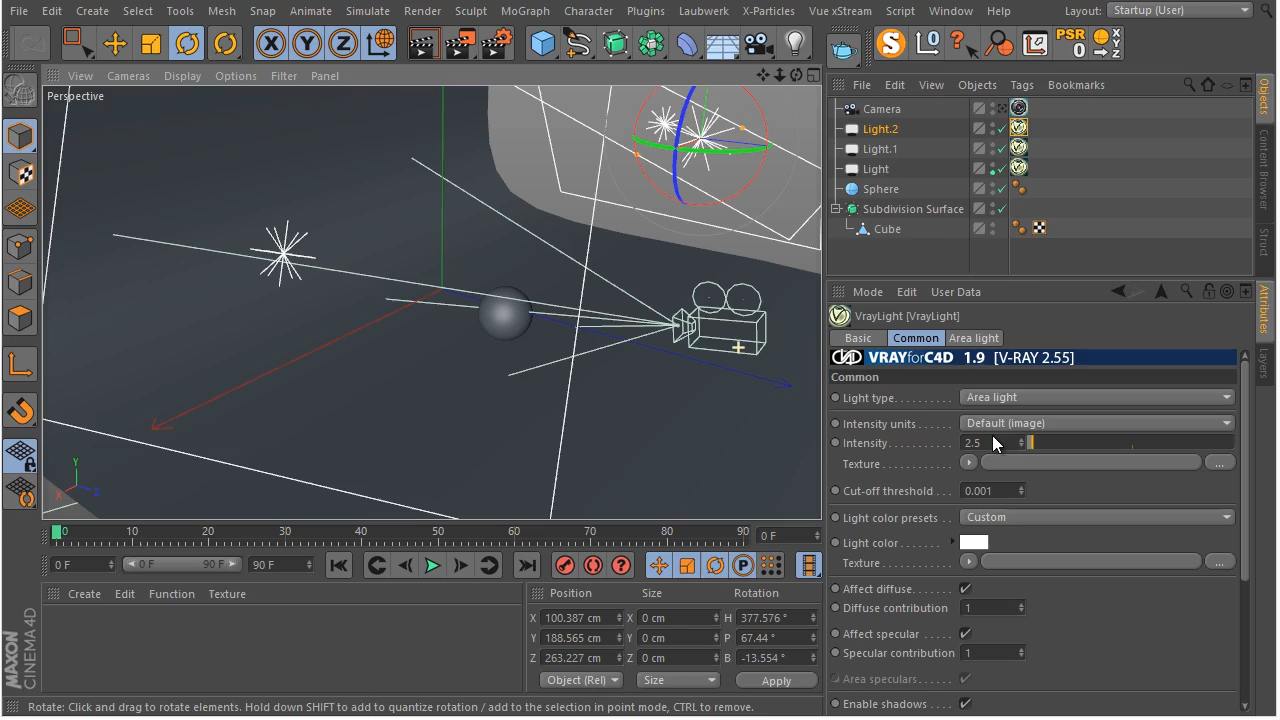 File Edit Create Select Tools Mesh Snap Animate Simulate Render Sculpt MoGraph Character Plugins Laubwerk X-Particles Vue xStream Script Window Help Layout: Startup (User)
X Y Z S PSR 0
View Cameras Display Options Filter Panel
File Edit View Objects Tags Bookmarks
Perspective
Camera
Light.2
Light.1
Light
Sphere
Subdivision Surface
Cube
Objects
Content Browser
Struct
Mode Edit User Data
VrayLight [VrayLight]
Basic Common Area light
VRAYforC4D 1.9 [V-RAY 2.55]
Common
Light type Area light
Intensity units Default (image)
Intensity 2.5
Texture ...
Cut-off threshold 0.001
Light color presets Custom
Light color
Texture ...
Affect diffuse
Diffuse contribution 1
Affect specular
Specular contribution 1
Area speculars
Enable shadows
Attributes
Layers
Y
X Z
0 10 20 30 40 50 60 70 80 90 0 F
0 F 0 F 90 F 90 F P
Create Edit Function Texture
Position Size Rotation
X 100.387 cm X 0 cm H 377.576 °
Y 188.565 cm Y 0 cm P 67.44 °
Z 263.227 cm Z 0 cm B -13.554 °
Object (Rel) Size Apply
MAXON
CINEMA 4D
Rotate: Click and drag to rotate elements. Hold down SHIFT to add to quantize rotation / add to the selection in point mode, CTRL to remove.